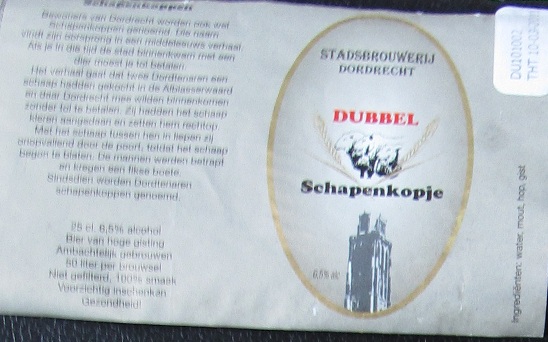 Schapenkoppen
Bewoners van Dordrecht worden ook wel
Schapenkoppen genoemd. Die naam
vindt zijn oorsprong in een middeleeuws verhaal.
Als je in die tijd de stad binnenkwam met een
dier moest je tol betalen.
Het verhaal gaat dat twee Dordtenaren een
schaap hadden gekocht in de Alblasserwaard
en daar Dordrecht mee wilden binnenkomen
zonder tol te betalen. Zij hadden het schaap
kleren aangedaan en zetten hem rechtop.
Met het schaap tussen hen in liepen zij
onopvallend door de poort, totdat het schaap
begon te blaten. De mannen werden betrapt
en kregen een fikse boete.
Sindsdien worden Dordtenaren
schapenkoppen genoemd.
25 cl. 6,5% alcohol
Bier van hoge gisting
Ambachtelijk gebrouwen
50 liter per brouwsel
Niet gefilterd, 100% smaak
Voorzichtig inschenken
Gezondheid!
STADSBROUWERIJ
DORDRECHT
DUBBEL
Schapenkopje
6,5% alc
Ingrediënten: water, mout, hop, gist
DU101002